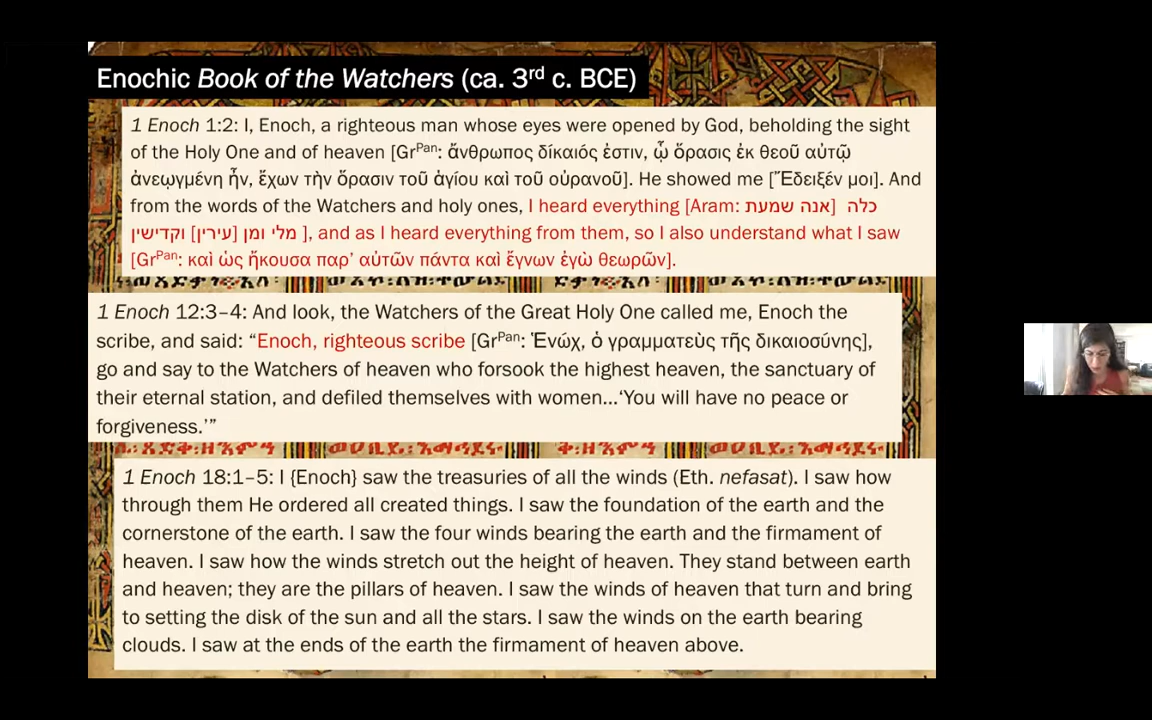 Enochic Book of the Watchers (ca. 3rd c. BCE)
1 Enoch 1:2: I, Enoch, a righteous man whose eyes were opened by God, beholding the sight
of the Holy One and of heaven [GrPan: ἄνθρωπος δίκαιός ἐστιν, ᾧ ὅρασις ἐκ θεοῦ αὐτῷ
ἀνεῳγμένη ἦν, ἔχων τὴν ὅρασιν τοῦ ἁγίου καὶ τοῦ οὐρανοῦ]. He showed me [Ἔδειξέν μοι]. And
from the words of the Watchers and holy ones, I heard everything [Aram: אנה שמעת] כלה
מלי ומן [עירין] וקדישין ], and as I heard everything from them, so I also understand what I saw
[GrPan: καὶ ὡς ἤκουσα παρ’ αὐτῶν πάντα καὶ ἔγνων ἐγὼ θεωρῶν].
1 Enoch 12:3–4: And look, the Watchers of the Great Holy One called me, Enoch the
scribe, and said: “Enoch, righteous scribe [GrPan: Ἑνώχ, ὁ γραμματεὺς τῆς δικαιοσύνης],
go and say to the Watchers of heaven who forsook the highest heaven, the sanctuary of
their eternal station, and defiled themselves with women...‘You will have no peace or
forgiveness.’”
1 Enoch 18:1–5: I {Enoch} saw the treasuries of all the winds (Eth. nefasat). I saw how
through them He ordered all created things. I saw the foundation of the earth and the
cornerstone of the earth. I saw the four winds bearing the earth and the firmament of
heaven. I saw how the winds stretch out the height of heaven. They stand between earth
and heaven; they are the pillars of heaven. I saw the winds of heaven that turn and bring
to setting the disk of the sun and all the stars. I saw the winds on the earth bearing
clouds. I saw at the ends of the earth the firmament of heaven above.